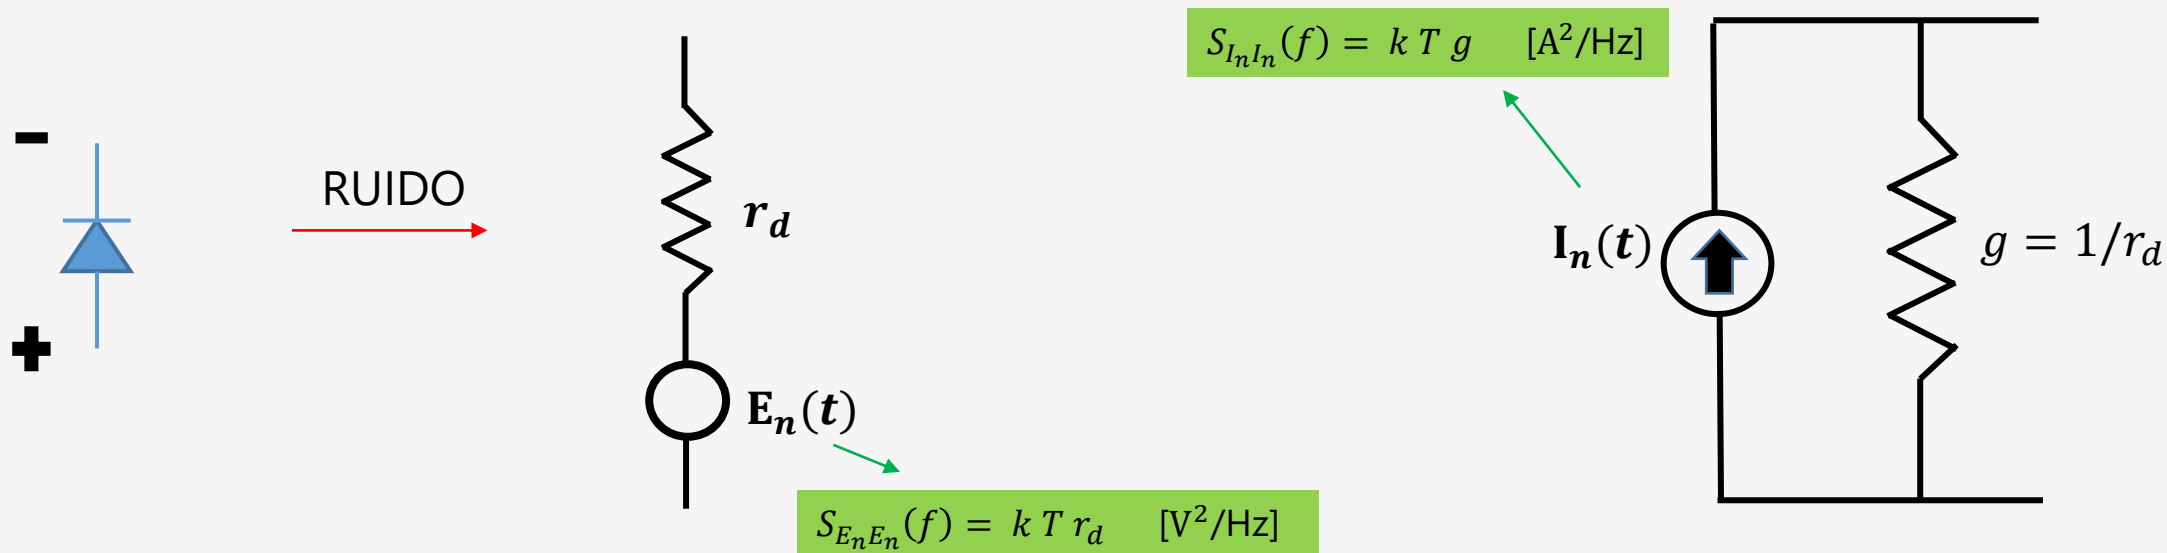 -
+
RUIDO
r_d
E_n(t)
S_{E_nE_n}(f) = k T r_d [V²/Hz]
S_{I_nI_n}(f) = k T g [A²/Hz]
I_n(t)
g = 1/r_d